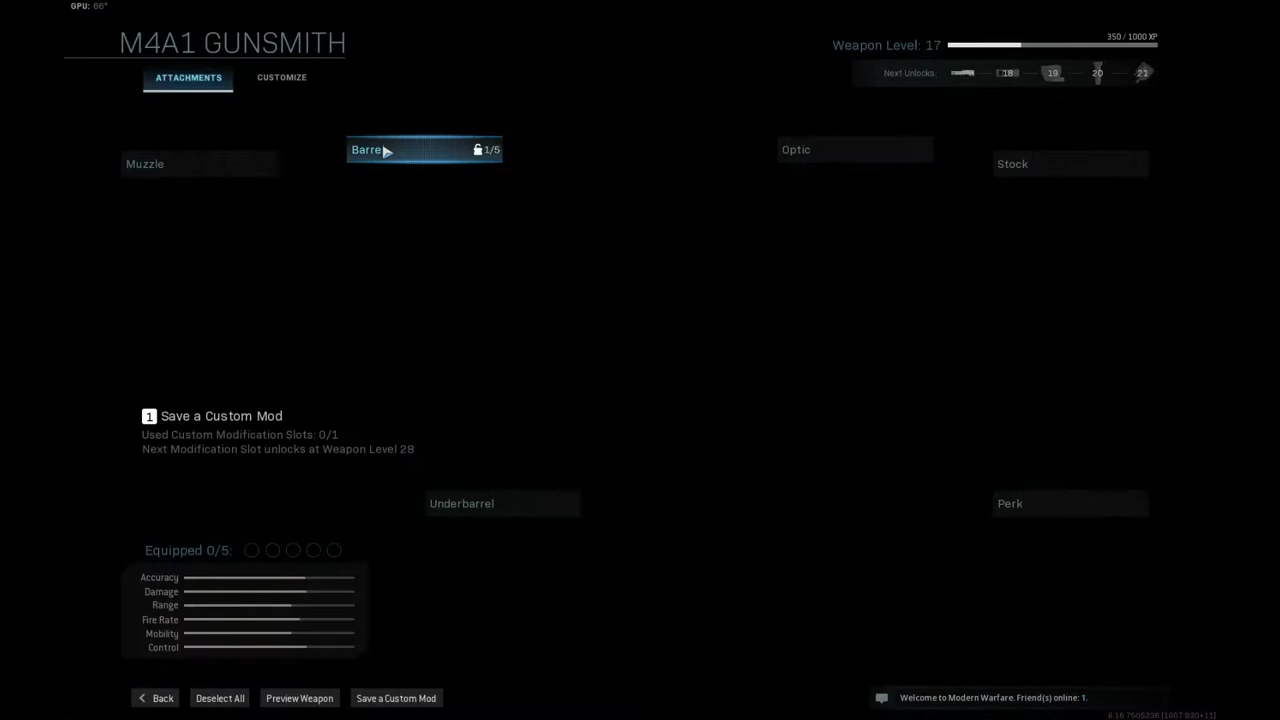 GPU: 66°
M4A1 GUNSMITH
Weapon Level: 17
350 / 1000 XP
ATTACHMENTS
CUSTOMIZE
Next Unlocks:
18
19
20
21
Muzzle
Barre
1/5
Optic
Stock
1 Save a Custom Mod
Used Custom Modification Slots: 0/1
Next Modification Slot unlocks at Weapon Level 28
Underbarrel
Perk
Equipped 0/5:
Accuracy
Damage
Range
Fire Rate
Mobility
Control
Back
Deselect All
Preview Weapon
Save a Custom Mod
Welcome to Modern Warfare. Friend(s) online: 1.